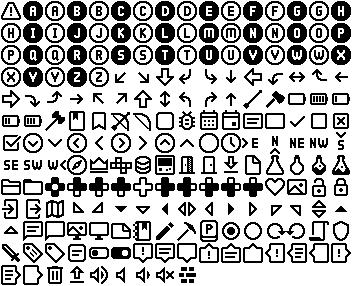 A A B B C C D D E E F F G G H
H I I J J K K L L M M N N O O P
P Q Q R R S S T T U U V V W W X
X Y Y Z Z
E N NE NW S
SE SW W
P